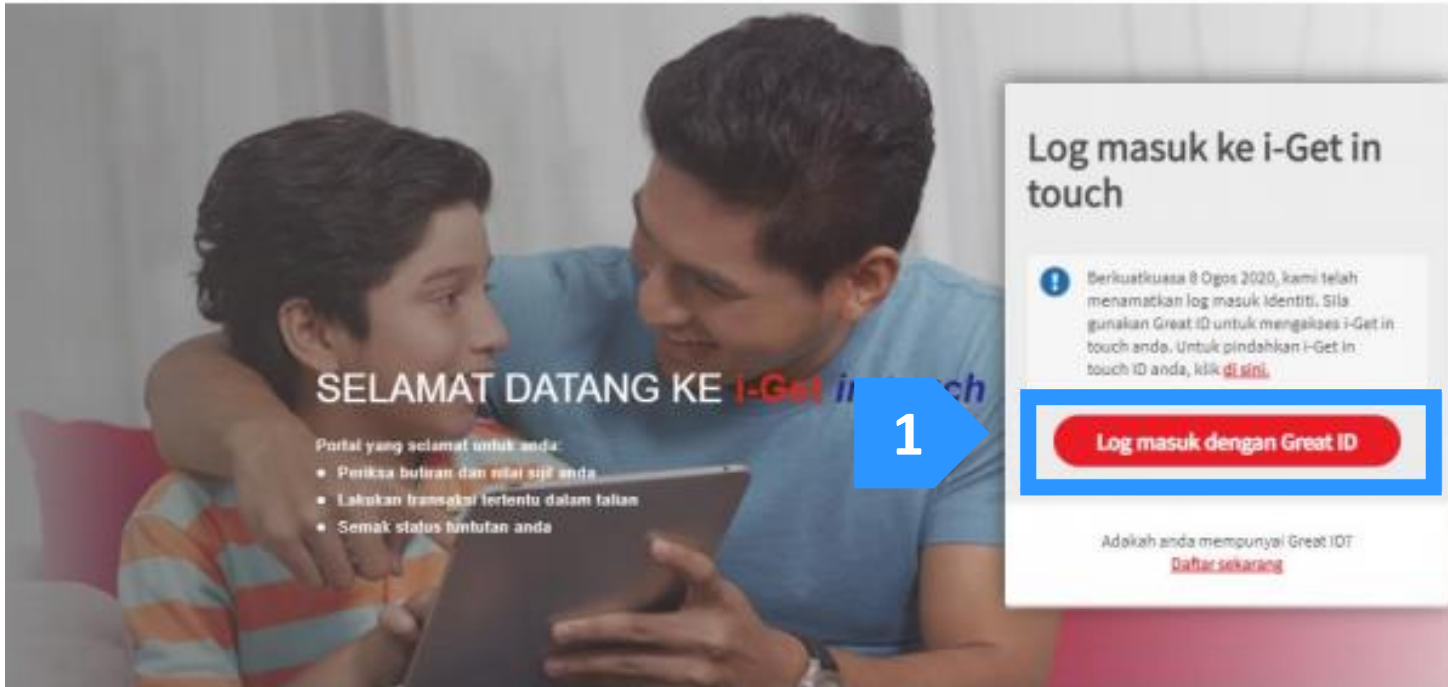 Log masuk ke i-Get in
touch
Berkuatkuasa 8 Ogos 2020, kami telah
menamatkan log masuk Identiti. Sila
gunakan Great ID untuk mengakses i-Get in
touch anda. Untuk pindahkan i-Get in
touch ID anda, klik di sini.
SELAMAT DATANG KE i-Get in ch
1
Log masuk dengan Great ID
Portal yang selamat untuk anda:
● Periksa butiran dan nilai sijil anda
● Lakukan transaksi tertentu dalam talian
● Semak status tuntutan anda
Adakah anda mempunyai Great ID?
Daftar sekarang